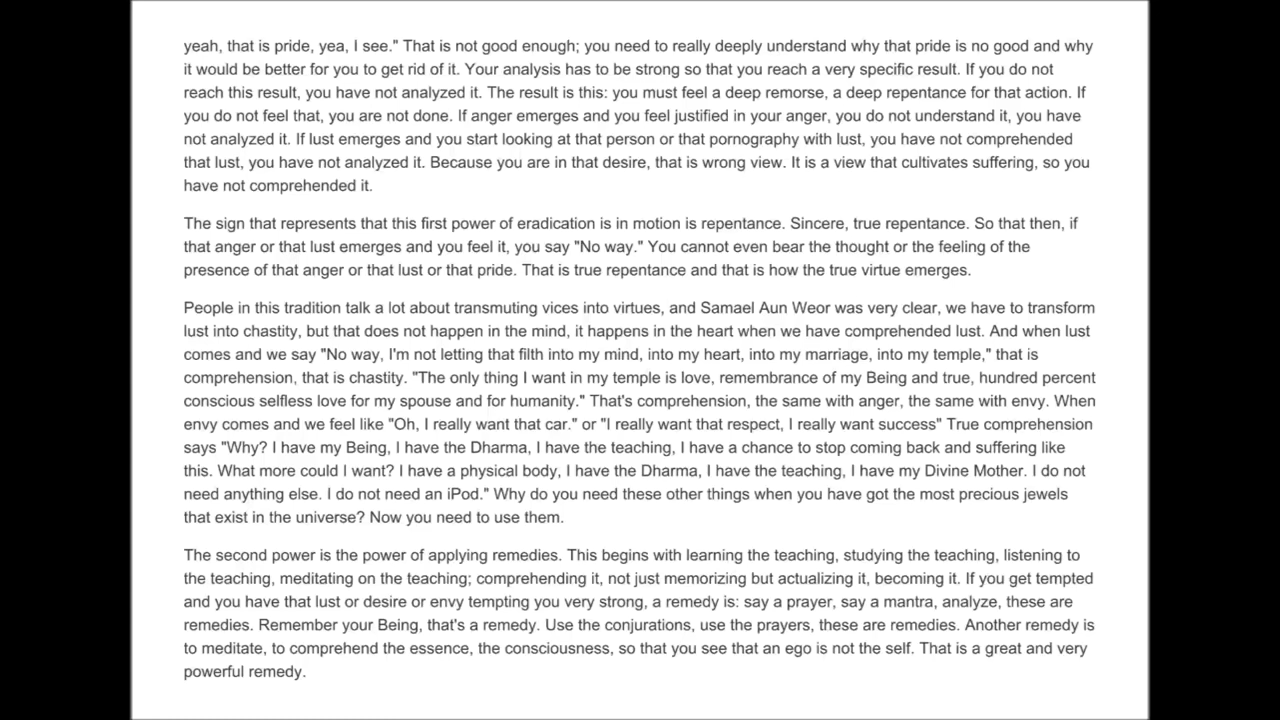 yeah, that is pride, yea, I see." That is not good enough; you need to really deeply understand why that pride is no good and why
it would be better for you to get rid of it. Your analysis has to be strong so that you reach a very specific result. If you do not
reach this result, you have not analyzed it. The result is this: you must feel a deep remorse, a deep repentance for that action. If
you do not feel that, you are not done. If anger emerges and you feel justified in your anger, you do not understand it, you have
not analyzed it. If lust emerges and you start looking at that person or that pornography with lust, you have not comprehended
that lust, you have not analyzed it. Because you are in that desire, that is wrong view. It is a view that cultivates suffering, so you
have not comprehended it.
The sign that represents that this first power of eradication is in motion is repentance. Sincere, true repentance. So that then, if
that anger or that lust emerges and you feel it, you say "No way." You cannot even bear the thought or the feeling of the
presence of that anger or that lust or that pride. That is true repentance and that is how the true virtue emerges.
People in this tradition talk a lot about transmuting vices into virtues, and Samael Aun Weor was very clear, we have to transform
lust into chastity, but that does not happen in the mind, it happens in the heart when we have comprehended lust. And when lust
comes and we say "No way, I'm not letting that filth into my mind, into my heart, into my marriage, into my temple," that is
comprehension, that is chastity. "The only thing I want in my temple is love, remembrance of my Being and true, hundred percent
conscious selfless love for my spouse and for humanity." That's comprehension, the same with anger, the same with envy. When
envy comes and we feel like "Oh, I really want that car." or "I really want that respect, I really want success" True comprehension
says "Why? I have my Being, I have the Dharma, I have the teaching, I have a chance to stop coming back and suffering like
this. What more could I want? I have a physical body, I have the Dharma, I have the teaching, I have my Divine Mother. I do not
need anything else. I do not need an iPod." Why do you need these other things when you have got the most precious jewels
that exist in the universe? Now you need to use them.
The second power is the power of applying remedies. This begins with learning the teaching, studying the teaching, listening to
the teaching, meditating on the teaching; comprehending it, not just memorizing but actualizing it, becoming it. If you get tempted
and you have that lust or desire or envy tempting you very strong, a remedy is: say a prayer, say a mantra, analyze, these are
remedies. Remember your Being, that's a remedy. Use the conjurations, use the prayers, these are remedies. Another remedy is
to meditate, to comprehend the essence, the consciousness, so that you see that an ego is not the self. That is a great and very
powerful remedy.